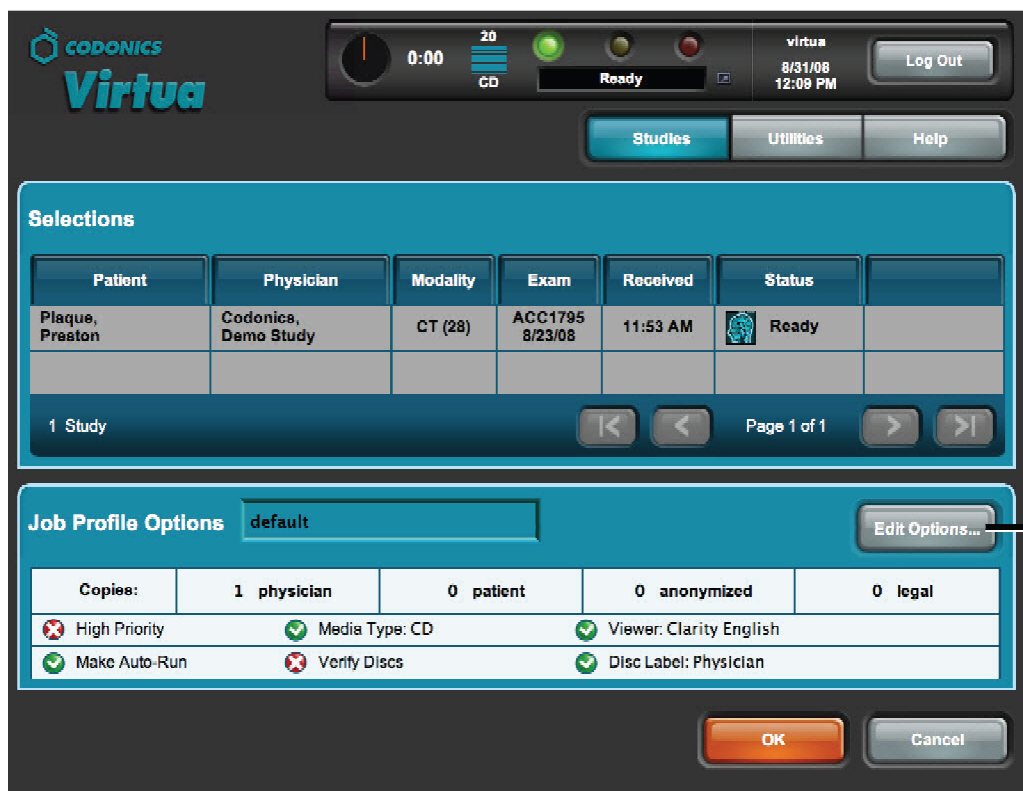 CODONICS
Virtua
0:00
20
CD
Ready
virtua
8/31/08
12:09 PM
Log Out
Studies Utilities Help
Selections
Patient Physician Modality Exam Received Status
Plaque,
Preston
Codonics,
Demo Study
CT (28)
ACC1795
8/23/08
11:53 AM
Ready
1 Study
Page 1 of 1
Job Profile Options default
Edit Options...
Copies: 1 physician 0 patient 0 anonymized 0 legal
High Priority Media Type: CD Viewer: Clarity English
Make Auto-Run Verify Discs Disc Label: Physician
OK Cancel